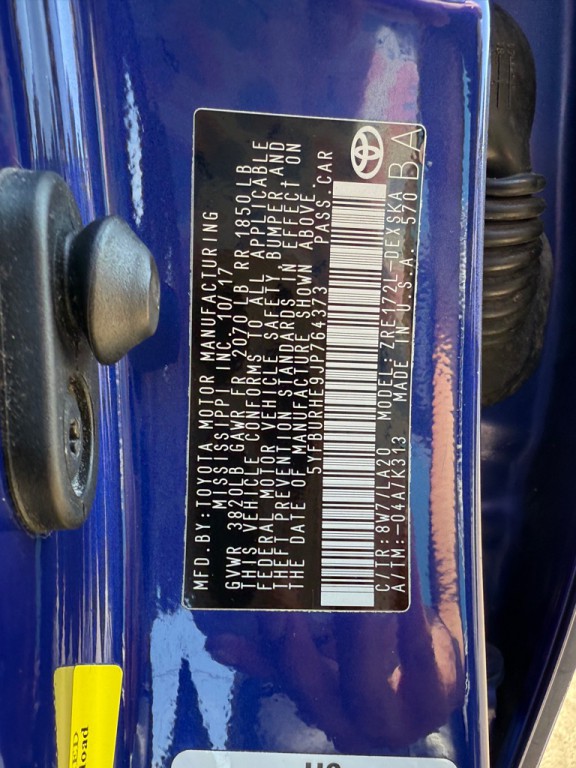 MFD.BY:TOYOTA MOTOR MANUFACTURING
MISSISSIPPI INC. 10/17
GVWR 3820LB GAWR FR 2070 LB RR 1850 LB
THIS VEHICLE CONFORMS TO ALL APPLICABLE
FEDERAL MOTOR VEHICLE SAFETY, BUMPER AND
THEFT PREVENTION STANDARDS IN EFFECT ON
THE DATE OF MANUFACTURE SHOWN ABOVE.
5YFBURHE9JP764373 PASS.CAR
C/TR:8W7/LA20 MODEL:ZRE172L-DEXSKA
A/TM:-04A/K313 MADE IN U.S.A. 570
BA
oad